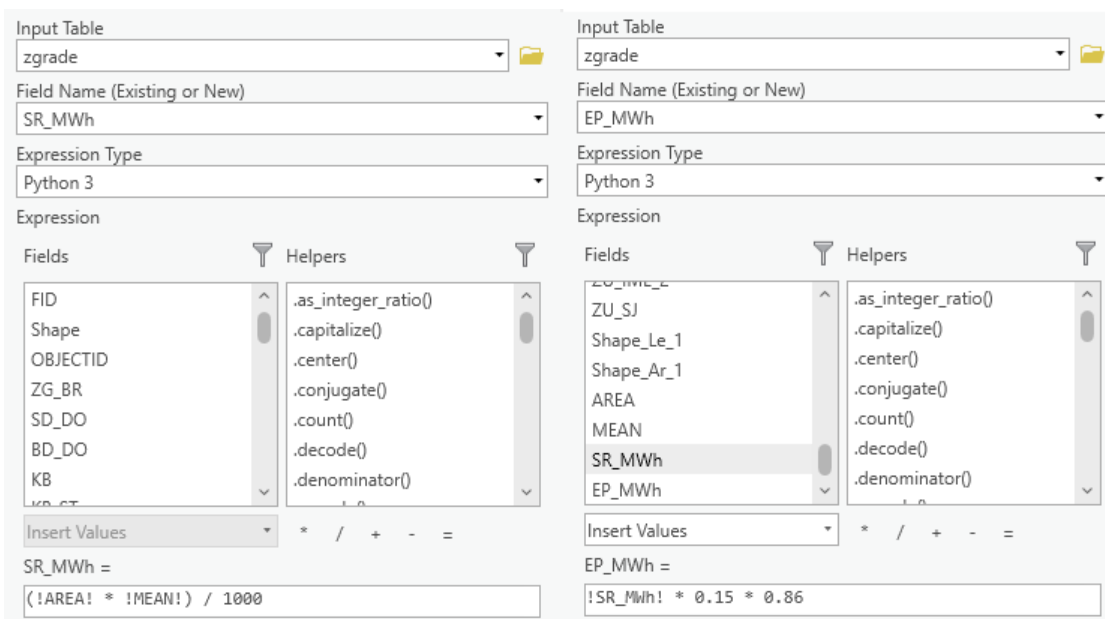 Input Table
zgrade
Field Name (Existing or New)
SR_MWh
Expression Type
Python 3
Expression
Fields
Helpers
FID
Shape
OBJECTID
ZG_BR
SD_DO
BD_DO
KB
.as_integer_ratio()
.capitalize()
.center()
.conjugate()
.count()
.decode()
.denominator()
Insert Values
* / + - =
SR_MWh =
(!AREA! * !MEAN!) / 1000
Input Table
zgrade
Field Name (Existing or New)
EP_MWh
Expression Type
Python 3
Expression
Fields
Helpers
ZU_SJ
Shape_Le_1
Shape_Ar_1
AREA
MEAN
SR_MWh
EP_MWh
.as_integer_ratio()
.capitalize()
.center()
.conjugate()
.count()
.decode()
.denominator()
Insert Values
* / + - =
EP_MWh =
!SR_MWh! * 0.15 * 0.86